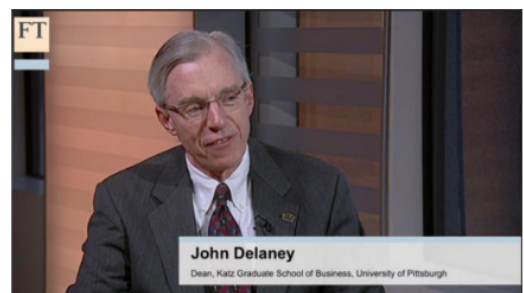 FT
John Delaney
Dean, Katz Graduate School of Business, University of Pittsburgh